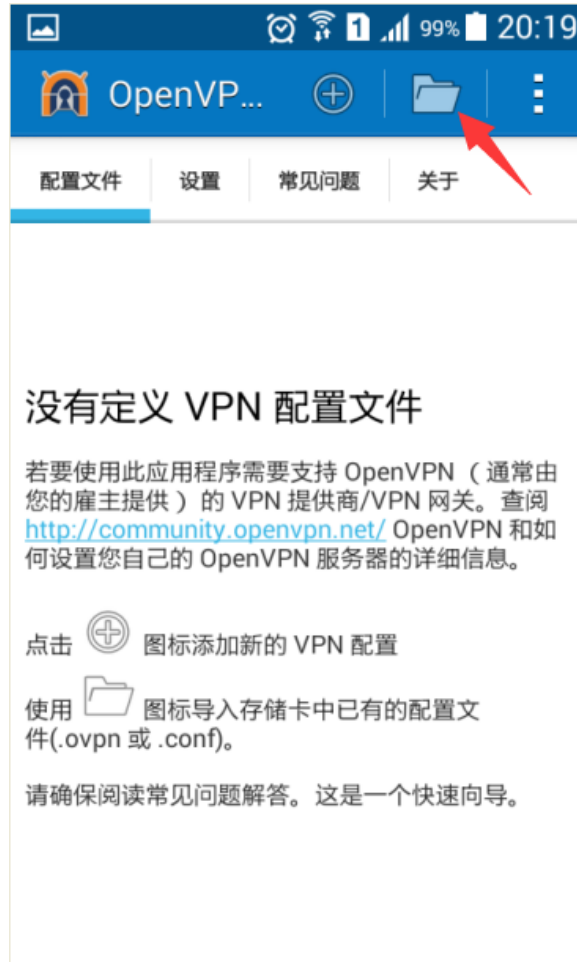 1 99% 20:19
OpenVP...
配置文件 设置 常见问题 关于
没有定义 VPN 配置文件
若要使用此应用程序需要支持 OpenVPN （通常由
您的雇主提供）的 VPN 提供商/VPN 网关。查阅
http://community.openvpn.net/ OpenVPN 和如
何设置您自己的 OpenVPN 服务器的详细信息。
点击 图标添加新的 VPN 配置
使用 图标导入存储卡中已有的配置文
件(.ovpn 或 .conf)。
请确保阅读常见问题解答。这是一个快速向导。